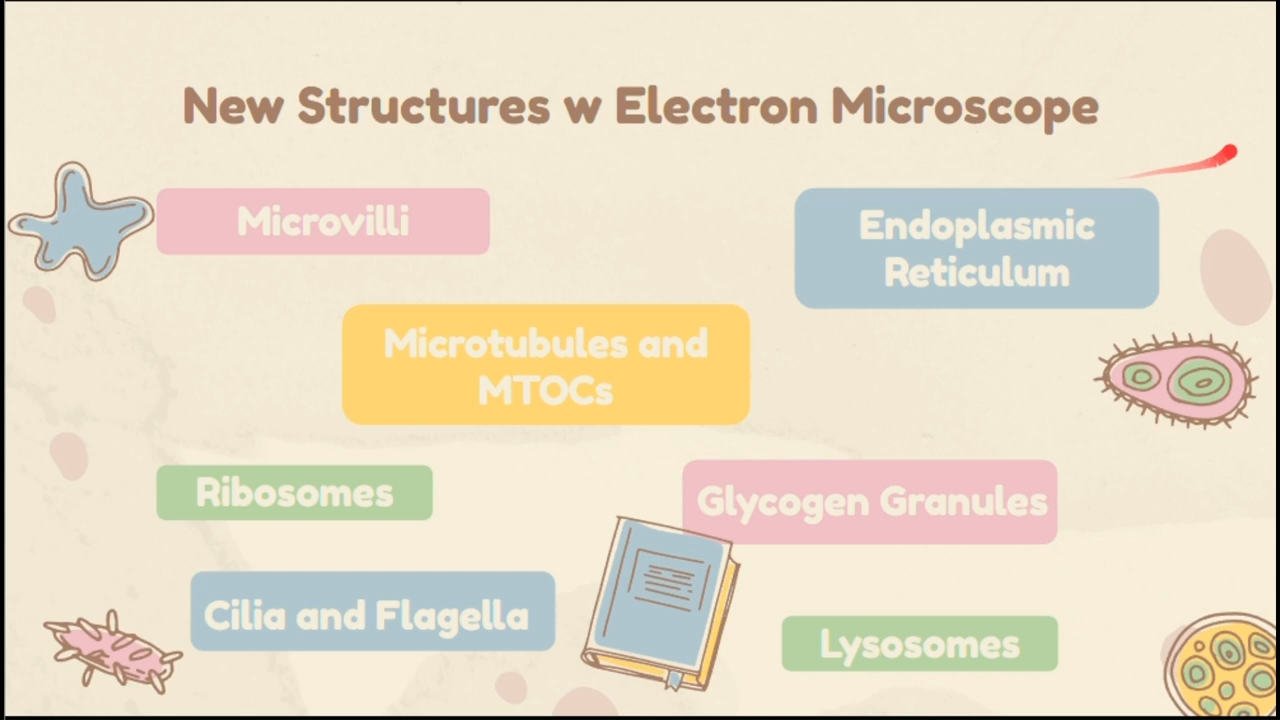 New Structures w Electron Microscope
Microvilli
Endoplasmic
Reticulum
Microtubules and
MTOCs
Ribosomes
Glycogen Granules
Cilia and Flagella
Lysosomes